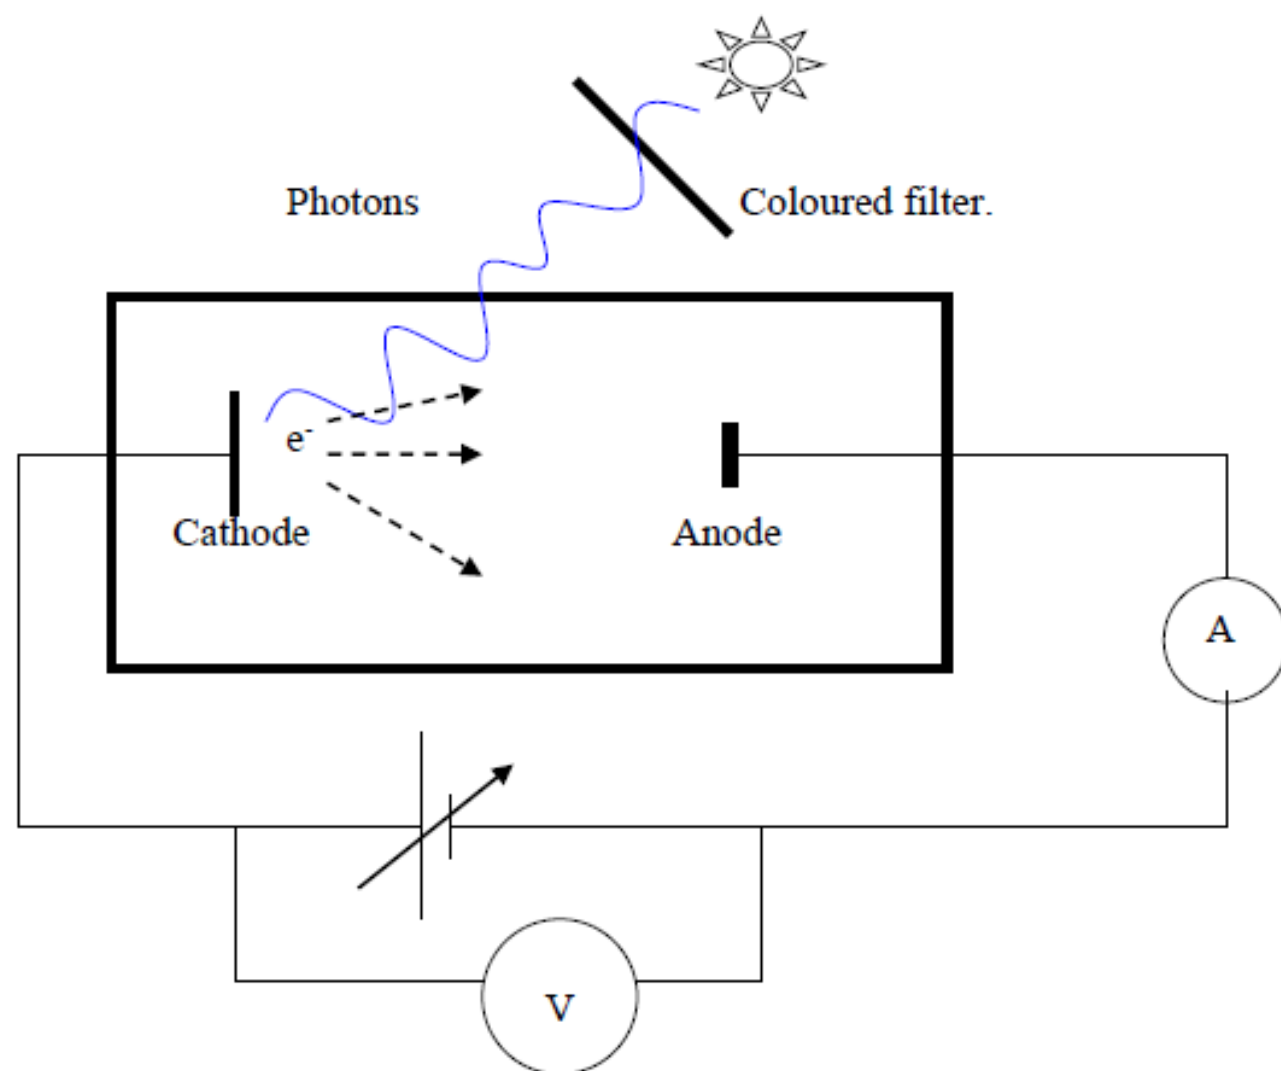 Photons
Coloured filter.
e-
Cathode
Anode
A
V